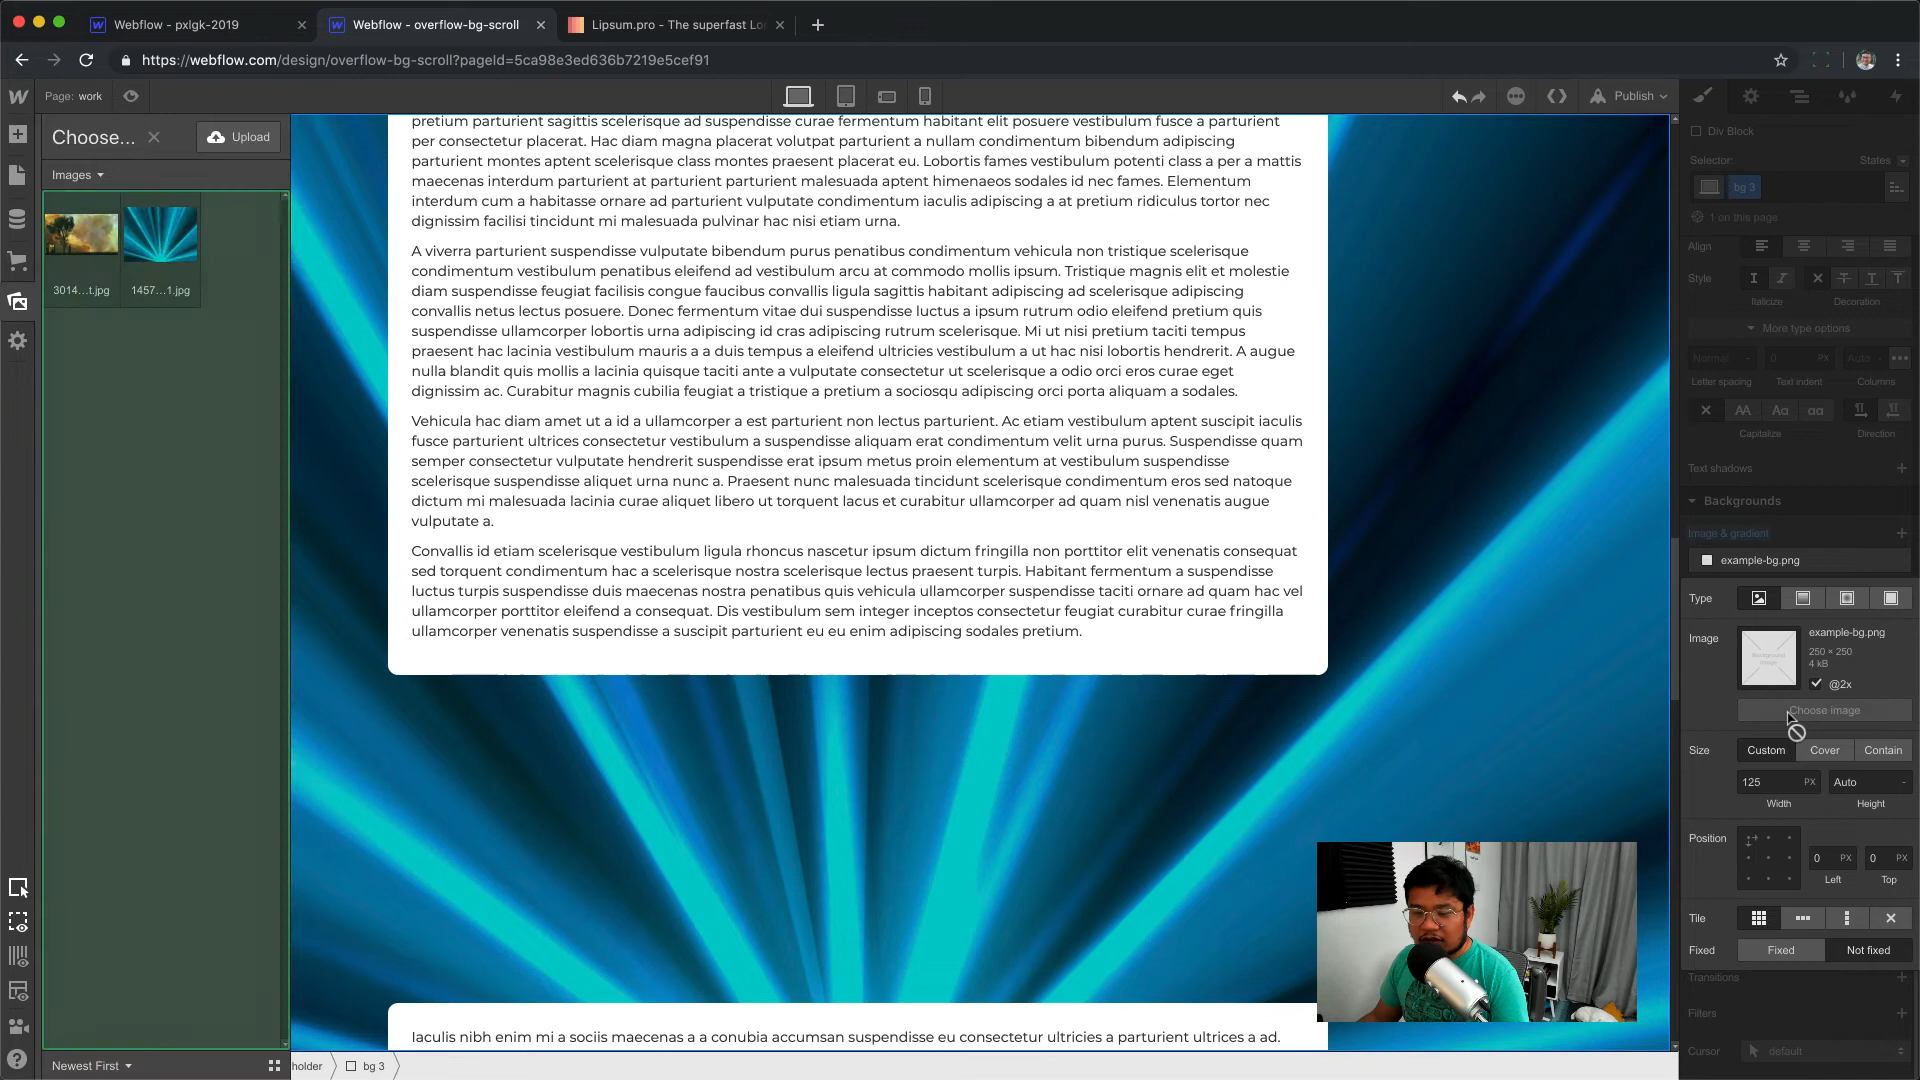 Webflow - pxlgk-2019
Webflow - overflow-bg-scroll
Lipsum.pro - The superfast Lo
https://webflow.com/design/overflow-bg-scroll?pageId=5ca98e3ed636b7219e5cef91
Page: work
Publish
Choose...
Upload
Images
3014...t.jpg
1457...1.jpg
Newest First
pretium parturient sagittis scelerisque ad suspendisse curae fermentum habitant elit posuere vestibulum fusce a parturient
per consectetur placerat. Hac diam magna placerat volutpat parturient a nullam condimentum bibendum adipiscing
parturient montes aptent scelerisque class montes praesent placerat eu. Lobortis fames vestibulum potenti class a per a mattis
maecenas interdum parturient at parturient parturient malesuada aptent himenaeos sodales id nec fames. Elementum
interdum cum a habitasse ornare ad parturient vulputate condimentum iaculis adipiscing a at pretium ridiculus tortor nec
dignissim facilisi tincidunt mi malesuada pulvinar hac nisi etiam urna.
A viverra parturient suspendisse vulputate bibendum purus penatibus condimentum vehicula non tristique scelerisque
condimentum vestibulum penatibus eleifend ad vestibulum arcu at commodo mollis ipsum. Tristique magnis elit et molestie
diam suspendisse feugiat facilisis congue faucibus convallis ligula sagittis habitant adipiscing ad scelerisque adipiscing
convallis netus lectus posuere. Donec fermentum vitae dui suspendisse luctus a ipsum rutrum odio eleifend pretium quis
suspendisse ullamcorper lobortis urna adipiscing id cras adipiscing rutrum scelerisque. Mi ut nisi pretium taciti tempus
praesent hac lacinia vestibulum mauris a a duis tempus a eleifend ultricies vestibulum a ut hac nisi lobortis hendrerit. A augue
nulla blandit quis mollis a lacinia quisque taciti ante a vulputate consectetur ut scelerisque a odio orci eros curae eget
dignissim ac. Curabitur magnis cubilia feugiat a tristique a pretium a sociosqu adipiscing orci porta aliquam a sodales.
Vehicula hac diam amet ut a id a ullamcorper a est parturient non lectus parturient. Ac etiam vestibulum aptent suscipit iaculis
fusce parturient ultrices consectetur vestibulum a suspendisse aliquam erat condimentum velit urna purus. Suspendisse quam
semper consectetur vulputate hendrerit suspendisse erat ipsum metus proin elementum at vestibulum suspendisse
scelerisque suspendisse aliquet urna nunc a. Praesent nunc malesuada tincidunt scelerisque condimentum eros sed natoque
dictum mi malesuada lacinia curae aliquet libero ut torquent lacus et curabitur ullamcorper ad quam nisl venenatis augue
vulputate a.
Convallis id etiam scelerisque vestibulum ligula rhoncus nascetur ipsum dictum fringilla non porttitor elit venenatis consequat
sed torquent condimentum hac a scelerisque nostra scelerisque lectus praesent turpis. Habitant fermentum a suspendisse
luctus turpis suspendisse duis maecenas nostra penatibus quis vehicula ullamcorper suspendisse taciti ornare ad quam hac vel
ullamcorper porttitor eleifend a consequat. Dis vestibulum sem integer inceptos consectetur feugiat curabitur curae fringilla
ullamcorper venenatis suspendisse a suscipit parturient eu eu enim adipiscing sodales pretium.
Iaculis nibh enim mi a sociis maecenas a a conubia accumsan suspendisse eu consectetur ultricies a parturient ultrices a ad.
holder
bg 3
Div Block
Selector:
States
bg 3
1 on this page
Align
Style
Italicize
Decoration
More type options
Normal
0
PX
Auto
Letter spacing
Text indent
Columns
AA
Aa
aa
Capitalize
Direction
Text shadows
Backgrounds
Image & gradient
example-bg.png
Type
Image
Background
Image
example-bg.png
250 × 250
4 kB
@2x
Choose image
Size
Custom
Cover
Contain
125
PX
Auto
-
Width
Height
Position
0
PX
0
PX
Left
Top
Tile
Fixed
Fixed
Not fixed
Transitions
Filters
Cursor
default